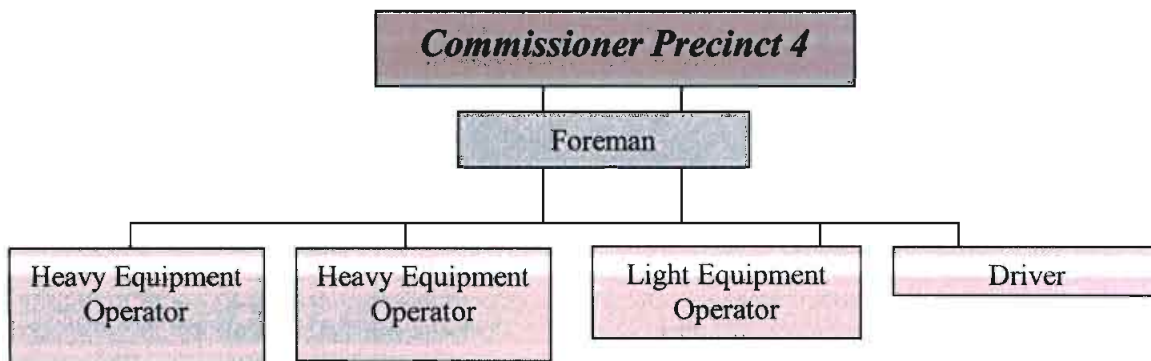 Commissioner Precinct 4
Foreman
Heavy Equipment
Operator
Heavy Equipment
Operator
Light Equipment
Operator
Driver